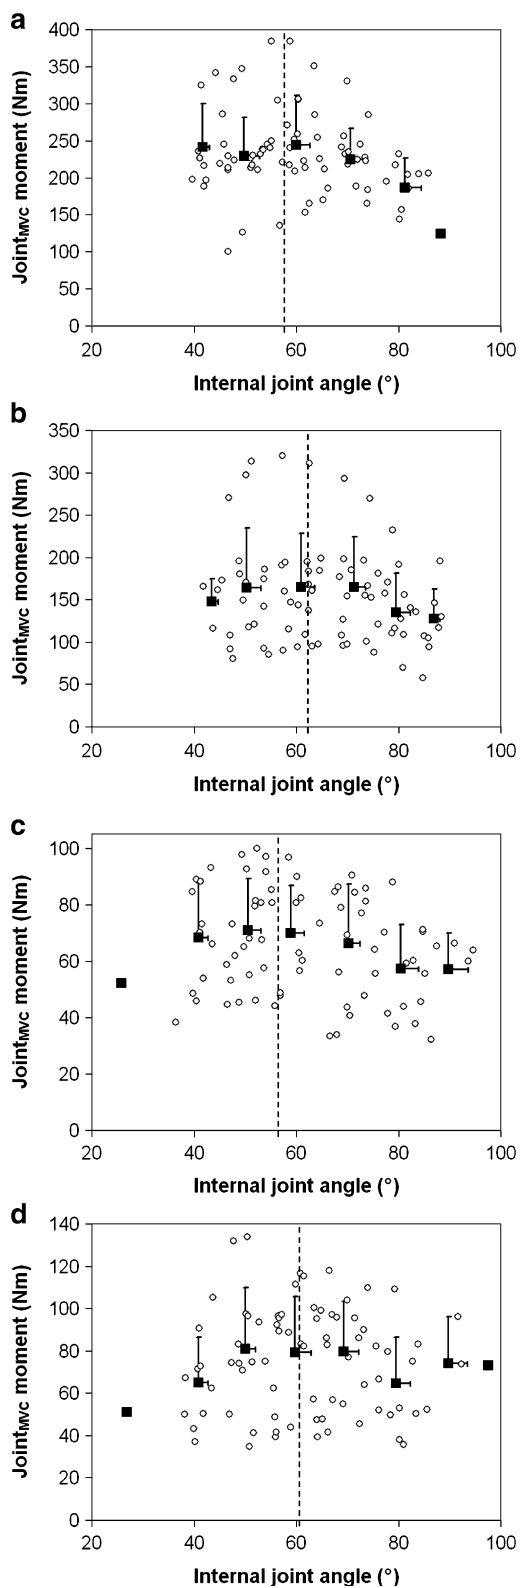 a
400
350
300
250
200
150
100
50
0
Joint_MVC moment (Nm)
20 40 60 80 100
Internal joint angle (°)
b
350
300
250
200
150
100
50
0
Joint_MVC moment (Nm)
20 40 60 80 100
Internal joint angle (°)
c
100
80
60
40
20
0
Joint_MVC moment (Nm)
20 40 60 80 100
Internal joint angle (°)
d
140
120
100
80
60
40
20
0
Joint_MVC moment (Nm)
20 40 60 80 100
Internal joint angle (°)